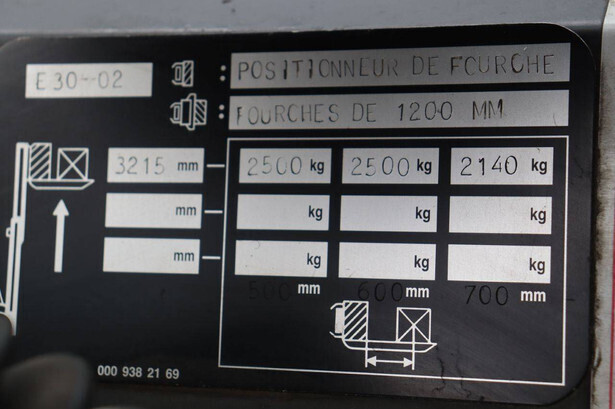 E 30-02 : POSITIONNEUR DE FOURCHE
: FOURCHES DE 1200 MM
3215 mm 2500 kg 2500 kg 2140 kg
mm kg kg kg
mm kg kg kg
500 mm 600 mm 700 mm
000 938 21 69